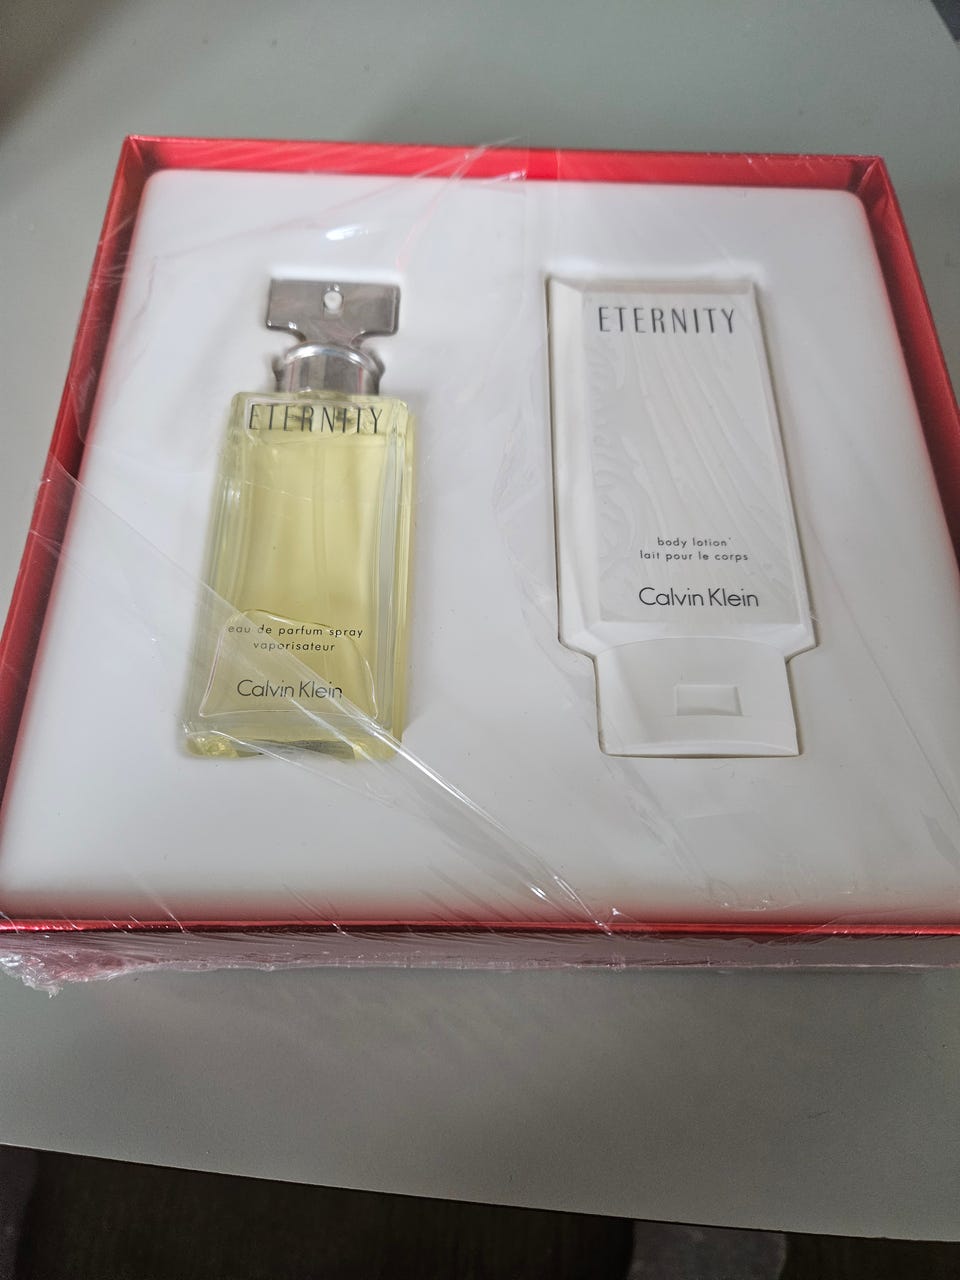 ETERNITY
eau de parfum spray
vaporisateur
Calvin Klein
ETERNITY
body lotion
lait pour le corps
Calvin Klein